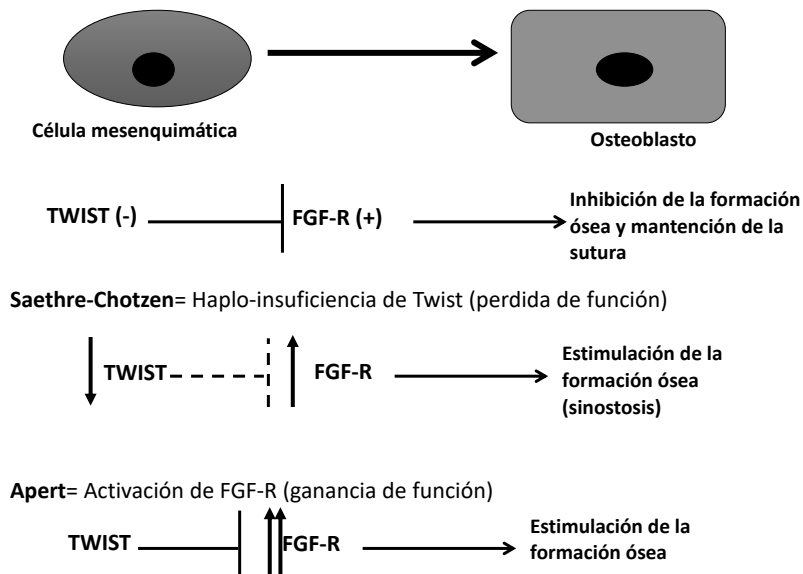 Célula mesenquimática
Osteoblasto
TWIST (-)
FGF-R (+)
Inhibición de la formación
ósea y mantención de la
sutura
Saethre-Chotzen= Haplo-insuficiencia de Twist (perdida de función)
TWIST
FGF-R
Estimulación de la
formación ósea
(sinostosis)
Apert= Activación de FGF-R (ganancia de función)
TWIST
FGF-R
Estimulación de la
formación ósea